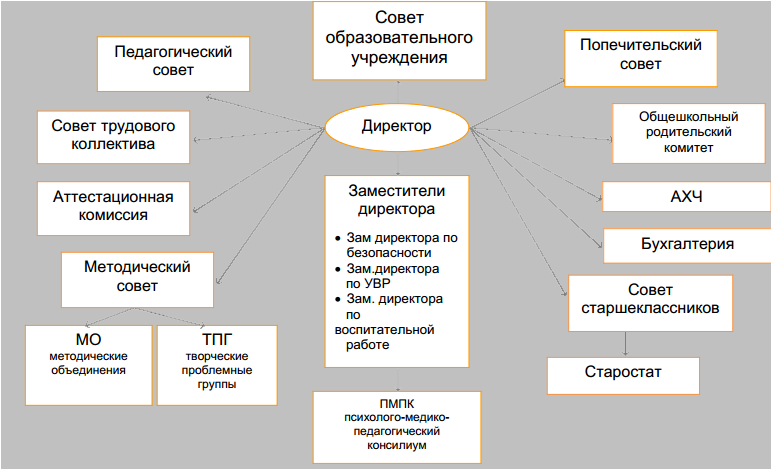 Совет
образовательного
учреждения
Педагогический
совет
Попечительский
совет
Совет трудового
коллектива
Директор
Общешкольный
родительский
комитет
Аттестационная
комиссия
Заместители
директора
• Зам директора по
безопасности
• Зам.директора
по УВР
• Зам. директора
по
воспитательной
работе
АХЧ
Бухгалтерия
Методический
совет
Совет
старшеклассников
МО
методические
объединения
ТПГ
творческие
проблемные
группы
Старостат
ПМПК
психолого-медико-
педагогический
консилиум